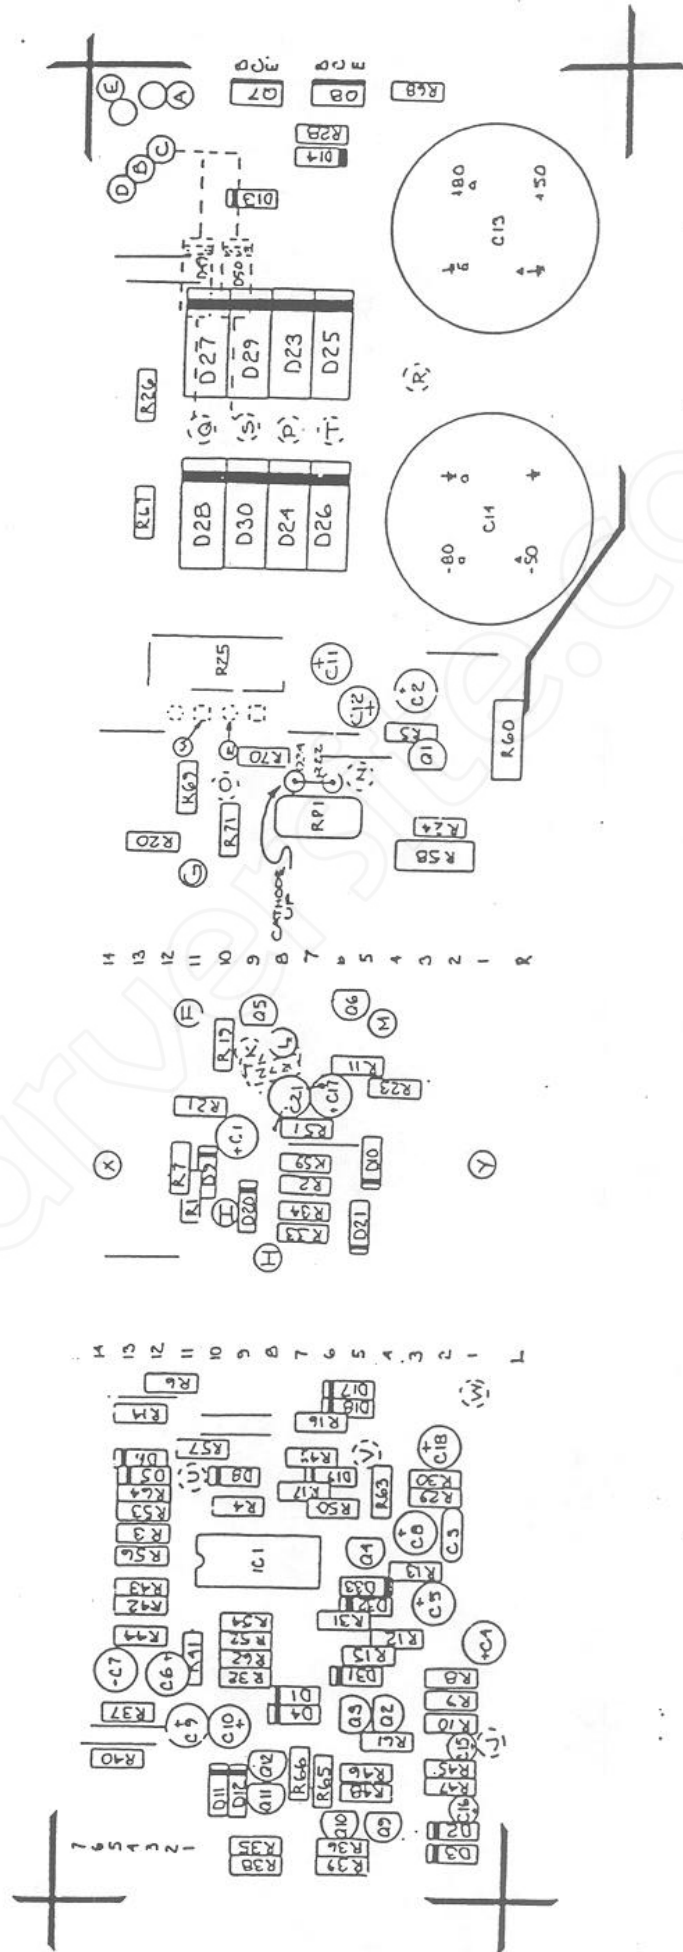 B C E
B C E
E
A
Q7
Q8
R68
R28
D14
C
B
D
D13
+80
+50
C13
D50
D27
D29
D23
D25
R26
R
Q
S
P
T
R67
D28
D30
D24
D26
C14
-80
-50
R25
C11
C12
C2
R5
Q1
R60
R70
R69
R22
Z
O
R71
RP1
R20
R24
R58
G
CATHODE
UP
14
13
12
11
10
9
8
7
6
5
4
3
2
1
R
F
Q5
Q6
M
R19
K
L
R11
R23
C21
+C17
R21
+C1
R51
X
R7
D9
R59
D10
Y
R1
R2
I
D20
R34
R33
D21
H
14
13
12
11
10
9
8
7
6
5
4
3
2
1
L
R6
R14
D17
D18
R16
W
R57
V
+C18
D6
D5
U
D8
D19
R63
R30
R29
R64
R53
R4
R17
R50
R3
R56
IC1
Q4
+C8
C3
R13
R43
R42
D33
D32
+C5
R54
R31
R44
R41
R52
R12
+C4
R62
R15
-C7
C6+
R32
D31
R8
D1
R9
R37
C9
C10
D4
Q3
Q2
R10
R61
C15
J
R40
Q12
Q11
R66
R65
R46
R48
R45
R47
D11
D12
C16
Q10
Q9
D2
D3
7
6
5
4
3
2
1
R35
R38
R36
R39